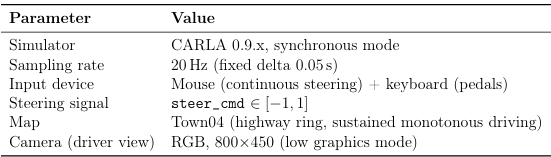 Parameter Value
Simulator CARLA 0.9.x, synchronous mode
Sampling rate 20 Hz (fixed delta 0.05 s)
Input device Mouse (continuous steering) + keyboard (pedals)
Steering signal steer_cmd ∈ [−1, 1]
Map Town04 (highway ring, sustained monotonous driving)
Camera (driver view) RGB, 800×450 (low graphics mode)